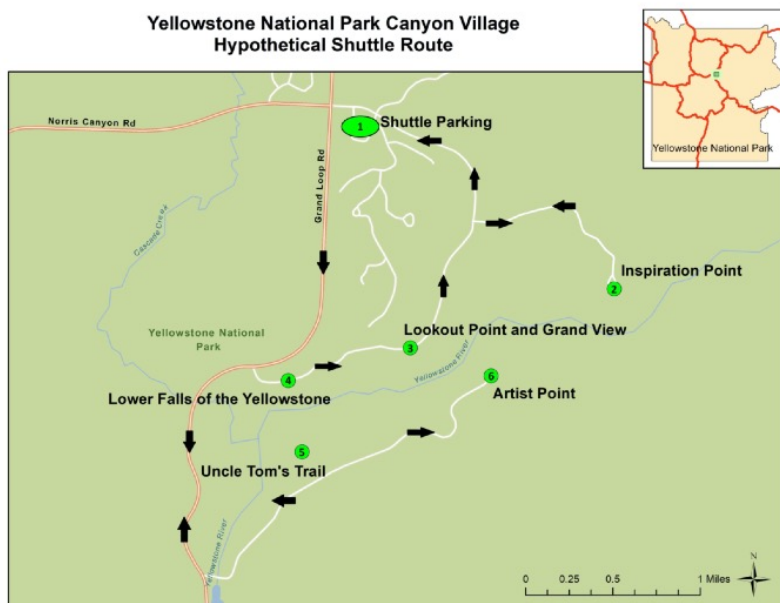 Yellowstone National Park Canyon Village
Hypothetical Shuttle Route
Yellowstone National Park
Norris Canyon Rd
1
Shuttle Parking
Grand Loop Rd
Cascade Creek
Inspiration Point
2
Yellowstone National
Park
Lookout Point and Grand View
3
Yellowstone River
4
6
Lower Falls of the Yellowstone
Artist Point
5
Uncle Tom's Trail
Yellowstone River
N
0 0.25 0.5 1 Miles